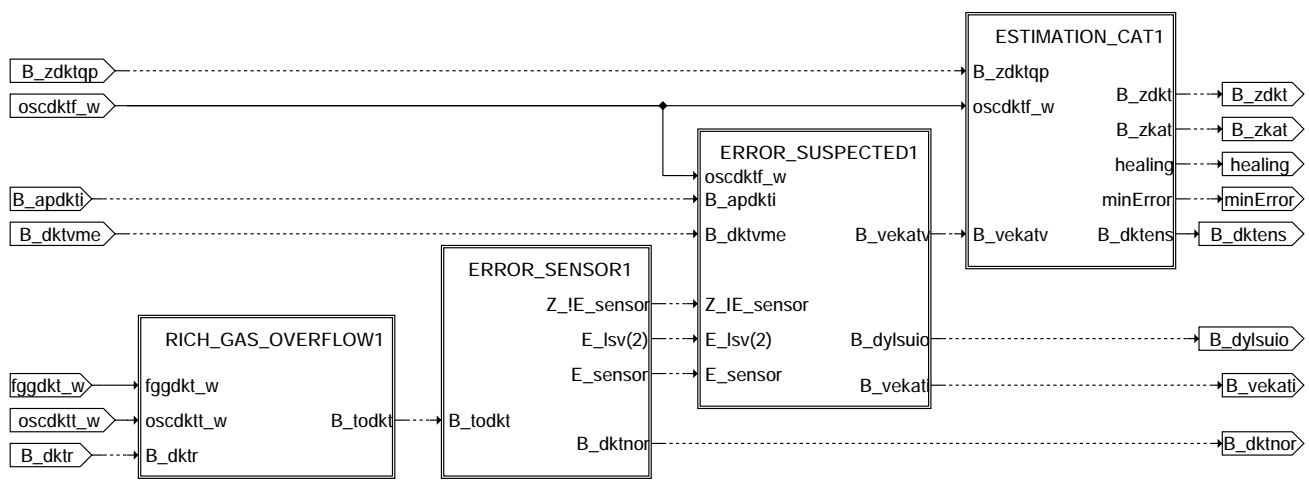 ESTIMATION_CAT1
B_zdktqp
B_zdktqp
B_zdkt
B_zdkt
oscdktf_w
oscdktf_w
B_zkat
B_zkat
ERROR_SUSPECTED1
healing
healing
oscdktf_w
B_apdkti
B_apdkti
minError
minError
B_dktvme
B_dktvme
B_vekatv
B_vekatv
B_dktens
B_dktens
ERROR_SENSOR1
Z_!E_sensor
Z_!E_sensor
RICH_GAS_OVERFLOW1
E_lsv(2)
E_lsv(2)
B_dylsuio
B_dylsuio
E_sensor
E_sensor
fggdkt_w
fggdkt_w
B_vekati
B_vekati
oscdktt_w
oscdktt_w
B_todkt
B_todkt
B_dktnor
B_dktnor
B_dktr
B_dktr